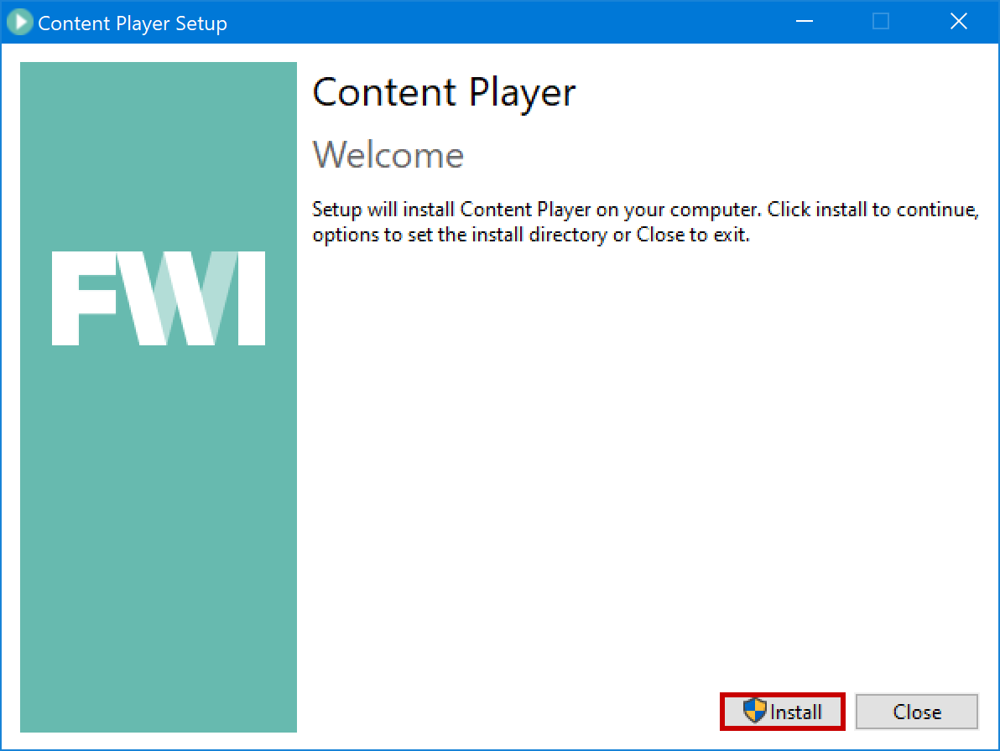 Content Player Setup
Content Player
Welcome
Setup will install Content Player on your computer. Click install to continue,
options to set the install directory or Close to exit.
FWI
Install
Close